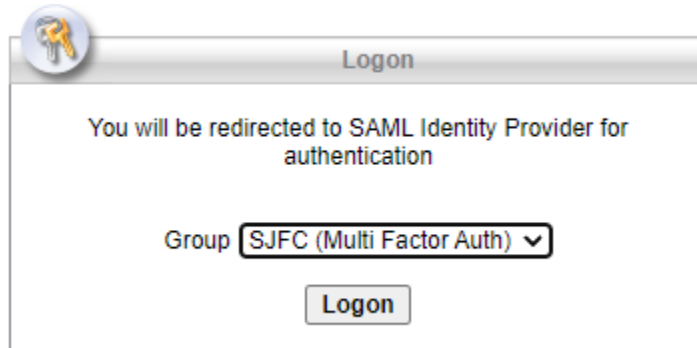 Logon
You will be redirected to SAML Identity Provider for
authentication
Group SJFC (Multi Factor Auth)
Logon